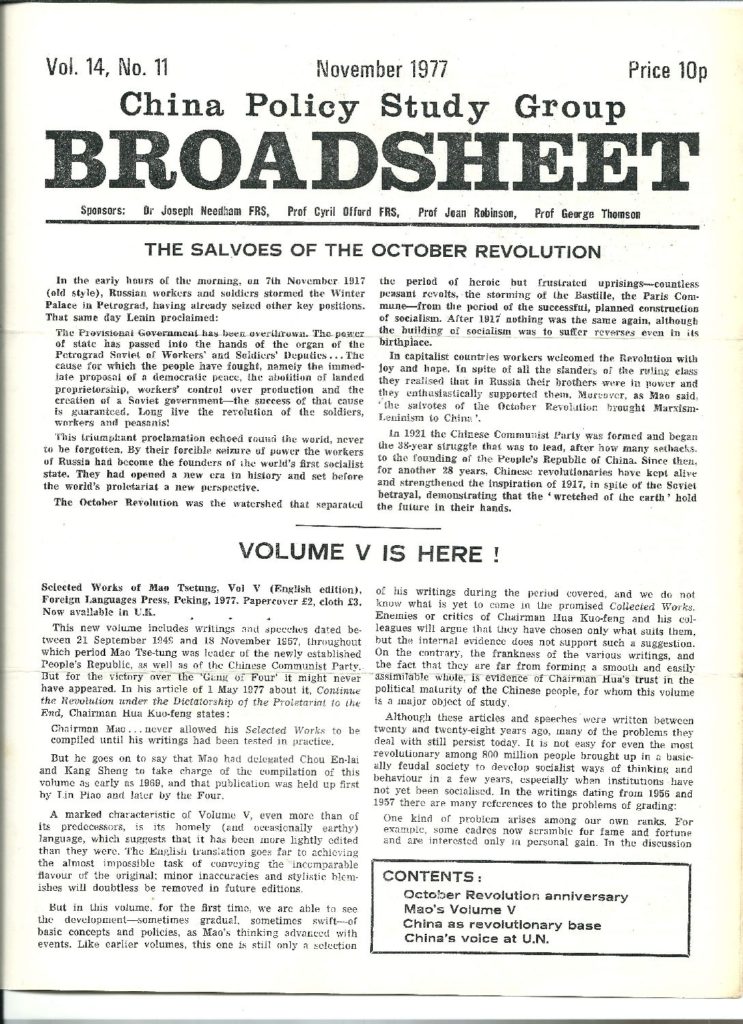 Vol. 14, No. 11
November 1977
Price 10p
China Policy Study Group
BROADSHEET
Sponsors: Dr Joseph Needham FRS, Prof Cyril Offord FRS, Prof Joan Robinson, Prof George Thomson
THE SALVOES OF THE OCTOBER REVOLUTION
In the early hours of the morning, on 7th November 1917
(old style), Russian workers and soldiers stormed the Winter
Palace in Petrograd, having already seized other key positions.
That same day Lenin proclaimed:
The Provisional Government has been overthrown. The power
of state has passed into the hands of the organ of the
Petrograd Soviet of Workers' and Soldiers' Deputies... The
cause for which the people have fought, namely the immed-
iate proposal of a democratic peace, the abolition of landed
proprietorship, workers' control over production and the
creation of a Soviet government—the success of that cause
is guaranteed. Long live the revolution of the soldiers,
workers and peasants!
This triumphant proclamation echoed round the world, never
to be forgotten. By their forcible seizure of power the workers
of Russia had become the founders of the world's first socialist
state. They had opened a new era in history and set before
the world's proletariat a new perspective.
The October Revolution was the watershed that separated
the period of heroic but frustrated uprisings—countless
peasant revolts, the storming of the Bastille, the Paris Com-
mune—from the period of the successful, planned construction
of socialism. After 1917 nothing was the same again, although
the building of socialism was to suffer reverses even in its
birthplace.
In capitalist countries workers welcomed the Revolution with
joy and hope. In spite of all the slanders of the ruling class
they realised that in Russia their brothers were in power and
they enthusiastically supported them. Moreover, as Mao said,
'the salvoes of the October Revolution brought Marxism-
Leninism to China'.
In 1921 the Chinese Communist Party was formed and began
the 38-year struggle that was to lead, after how many setbacks,
to the founding of the People's Republic of China. Since then,
for another 28 years, Chinese revolutionaries have kept alive
and strengthened the inspiration of 1917, in spite of the Soviet
betrayal, demonstrating that the 'wretched of the earth' hold
the future in their hands.
VOLUME V IS HERE !
Selected Works of Mao Tsetung, Vol V (English edition),
Foreign Languages Press, Peking, 1977. Papercover £2, cloth £3.
Now available in U.K.
This new volume includes writings and speeches dated be-
tween 21 September 1949 and 18 November 1957, throughout
which period Mao Tse-tung was leader of the newly established
People's Republic, as well as of the Chinese Communist Party.
But for the victory over the 'Gang of Four' it might never
have appeared. In his article of 1 May 1977 about it, Continue
the Revolution under the Dictatorship of the Proletariat to the
End, Chairman Hua Kuo-feng states:
Chairman Mao... never allowed his Selected Works to be
compiled until his writings had been tested in practice.
But he goes on to say that Mao had delegated Chou En-lai
and Kang Sheng to take charge of the compilation of this
volume as early as 1969, and that publication was held up first
by Lin Piao and later by the Four.
A marked characteristic of Volume V, even more than of
its predecessors, is its homely (and occasionally earthy)
language, which suggests that it has been more lightly edited
than they were. The English translation goes far to achieving
the almost impossible task of conveying the incomparable
flavour of the original; minor inaccuracies and stylistic blem-
ishes will doubtless be removed in future editions.
But in this volume, for the first time, we are able to see
the development—sometimes gradual, sometimes swift—of
basic concepts and policies, as Mao's thinking advanced with
events. Like earlier volumes, this one is still only a selection
of his writings during the period covered, and we do not
know what is yet to come in the promised Collected Works.
Enemies or critics of Chairman Hua Kuo-feng and his col-
leagues will argue that they have chosen only what suits them,
but the internal evidence does not support such a suggestion.
On the contrary, the frankness of the various writings, and
the fact that they are far from forming a smooth and easily
assimilable whole, is evidence of Chairman Hua's trust in the
political maturity of the Chinese people, for whom this volume
is a major object of study.
Although these articles and speeches were written between
twenty and twenty-eight years ago, many of the problems they
deal with still persist today. It is not easy for even the most
revolutionary among 800 million people brought up in a basic-
ally feudal society to develop socialist ways of thinking and
behaviour in a few years, especially when institutions have
not yet been socialised. In the writings dating from 1956 and
1957 there are many references to the problems of grading:
One kind of problem arises among our own ranks. For
example, some cadres now scramble for fame and fortune
and are interested only in personal gain. In the discussion
CONTENTS:
October Revolution anniversary
Mao's Volume V
China as revolutionary base
China's voice at U.N.